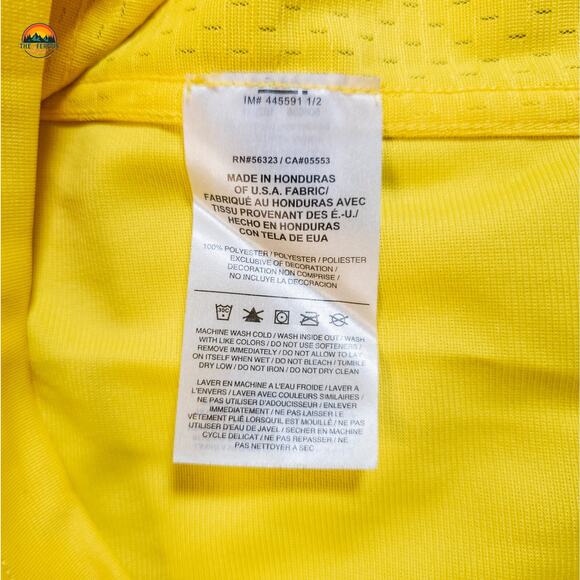 THE FERGUS
IM# 445591 1/2
RN#56323 / CA#05553
MADE IN HONDURAS
OF U.S.A. FABRIC/
FABRIQUÉ AU HONDURAS AVEC
TISSU PROVENANT DES É.-U./
HECHO EN HONDURAS
CON TELA DE EUA
100% POLYESTER / POLYESTER / POLIESTER
EXCLUSIVE OF DECORATION /
DECORATION NON COMPRISE /
NO INCLUYE LA DECORACION
30C
MACHINE WASH COLD / WASH INSIDE OUT / WASH
WITH LIKE COLORS / DO NOT USE SOFTENERS /
REMOVE IMMEDIATELY / DO NOT ALLOW TO LAY
ON ITSELF WHEN WET / DO NOT BLEACH / TUMBLE
DRY LOW / DO NOT IRON / DO NOT DRY CLEAN
LAVER EN MACHINE A L'EAU FROIDE / LAVER A
L'ENVERS / LAVER AVEC COULEURS SIMILAIRES /
NE PAS UTILISER D'ADOUCISSEUR / ENLEVER
IMMÉDIATEMENT / NE PAS LAISSER LE
VÊTEMENT PLIÉ LORSQU'IL EST MOUILLÉ / NE PAS
UTILISER D'EAU DE JAVEL / SECHER EN MACHINE
CYCLE DELICAT / NE PAS REPASSER / NE
PAS NETTOYER A SEC